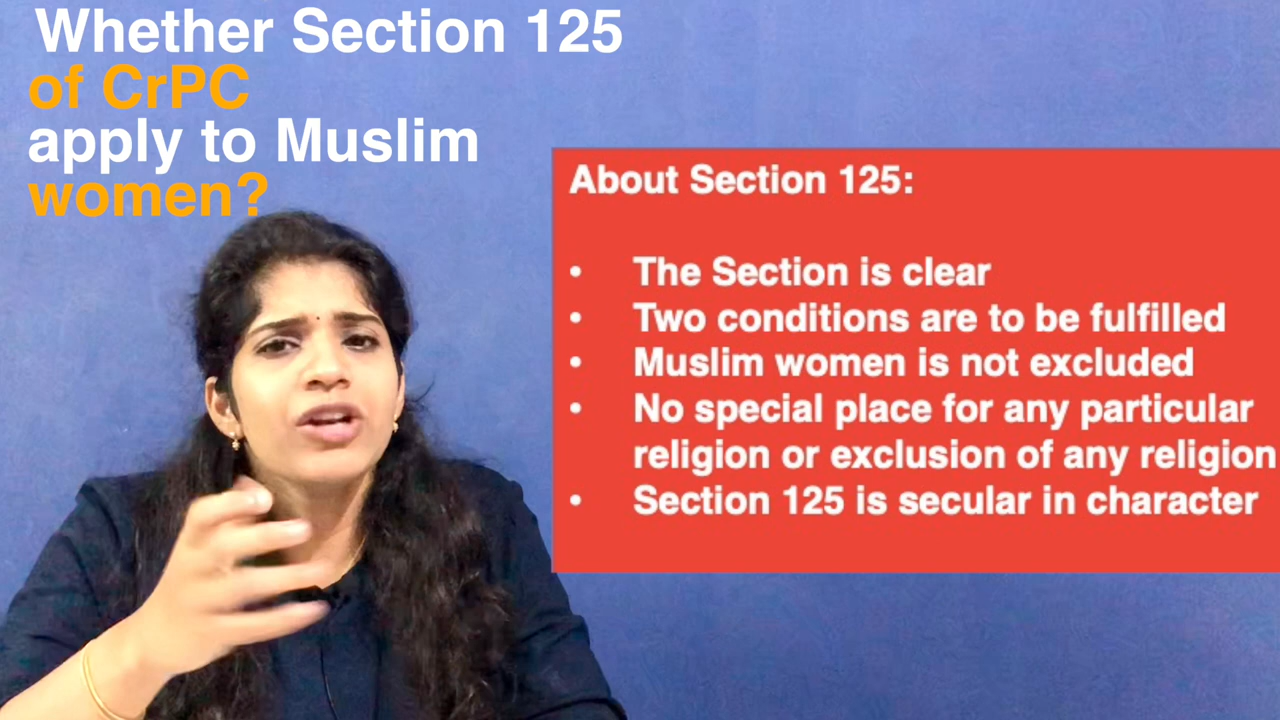 Whether Section 125
of CrPC
apply to Muslim
women?
About Section 125:
• The Section is clear
• Two conditions are to be fulfilled
• Muslim women is not excluded
• No special place for any particular
religion or exclusion of any religion
• Section 125 is secular in character